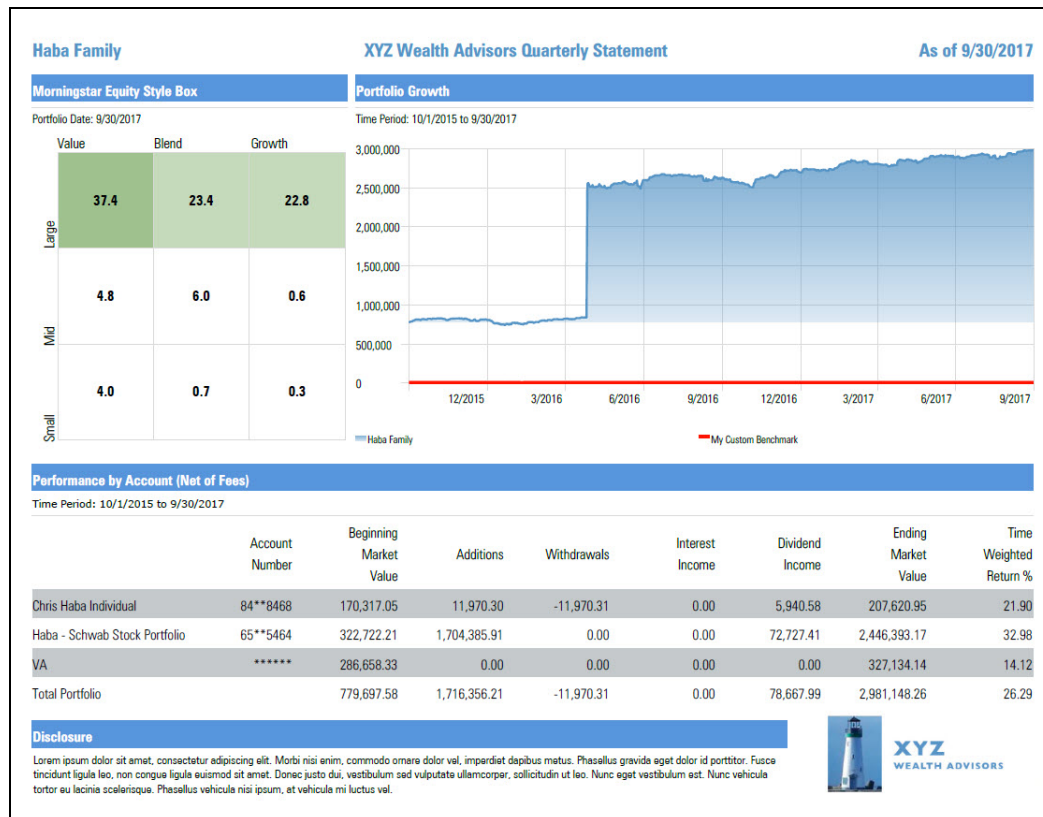 Haba Family
XYZ Wealth Advisors Quarterly Statement
As of 9/30/2017
Morningstar Equity Style Box
Portfolio Date: 9/30/2017
Value Blend Growth
Large 37.4 23.4 22.8
Mid 4.8 6.0 0.6
Small 4.0 0.7 0.3
Portfolio Growth
Time Period: 10/1/2015 to 9/30/2017
3,000,000
2,500,000
2,000,000
1,500,000
1,000,000
500,000
0
12/2015 3/2016 6/2016 9/2016 12/2016 3/2017 6/2017 9/2017
Haba Family My Custom Benchmark
Performance by Account (Net of Fees)
Time Period: 10/1/2015 to 9/30/2017
Account Number Beginning Market Value Additions Withdrawals Interest Income Dividend Income Ending Market Value Time Weighted Return %
Chris Haba Individual 84**8468 170,317.05 11,970.30 -11,970.31 0.00 5,940.58 207,620.95 21.90
Haba - Schwab Stock Portfolio 65**5464 322,722.21 1,704,385.91 0.00 0.00 72,727.41 2,446,393.17 32.98
VA ****** 286,658.33 0.00 0.00 0.00 0.00 327,134.14 14.12
Total Portfolio 779,697.58 1,716,356.21 -11,970.31 0.00 78,667.99 2,981,148.26 26.29
Disclosure
Lorem ipsum dolor sit amet, consectetur adipiscing elit. Morbi nisi enim, commodo ornare dolor vel, imperdiet dapibus metus. Phasellus gravida eget dolor id porttitor. Fusce
tincidunt ligula leo, non congue ligula euismod sit amet. Donec justo dui, vestibulum sed vulputate ullamcorper, sollicitudin ut leo. Nunc eget vestibulum est. Nunc vehicula
tortor eu lacinia scelerisque. Phasellus vehicula nisi ipsum, at vehicula mi luctus vel.
XYZ
WEALTH ADVISORS